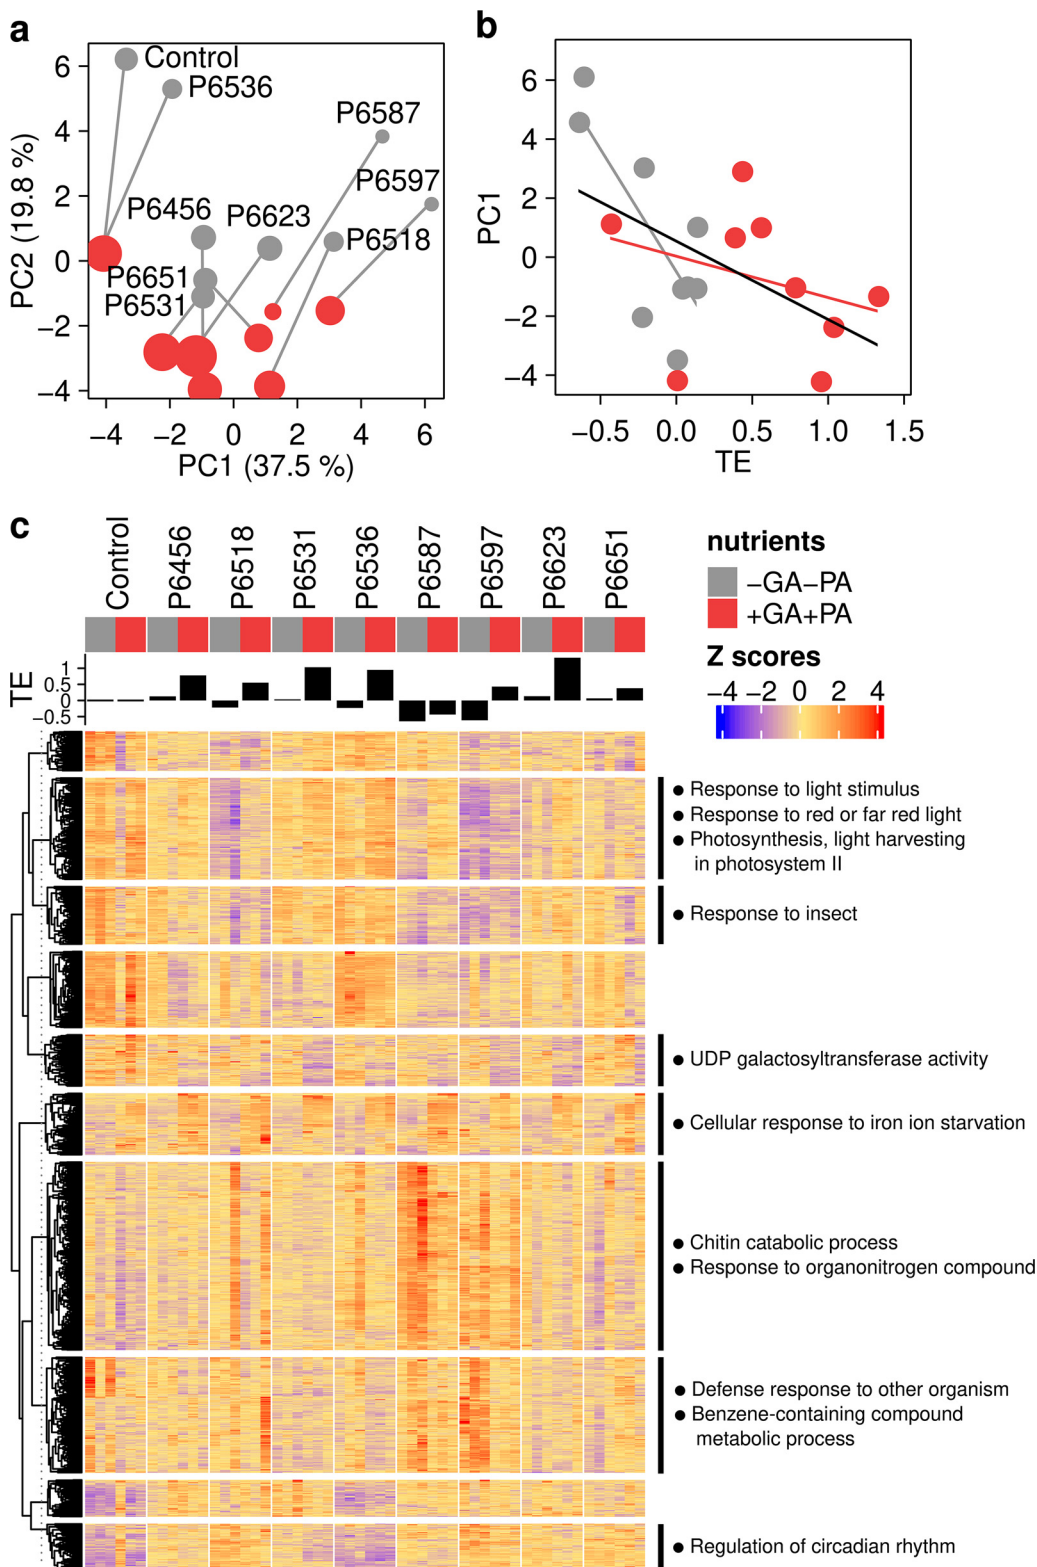 a
b
Control
P6536
P6587
P6597
P6456
P6623
P6518
P6651
P6531
6
4
2
0
−2
−4
PC2 (19.8 %)
−4 −2 0 2 4 6
PC1 (37.5 %)
6
4
2
0
−2
−4
PC1
−0.5 0.0 0.5 1.0 1.5
TE
c
Control P6456 P6518 P6531 P6536 P6587 P6597 P6623 P6651
nutrients
−GA−PA
+GA+PA
Z scores
−4 −2 0 2 4
TE
1
0.5
0
−0.5
● Response to light stimulus
● Response to red or far red light
● Photosynthesis, light harvesting
in photosystem II
● Response to insect
● UDP galactosyltransferase activity
● Cellular response to iron ion starvation
● Chitin catabolic process
● Response to organonitrogen compound
● Defense response to other organism
● Benzene-containing compound
metabolic process
● Regulation of circadian rhythm